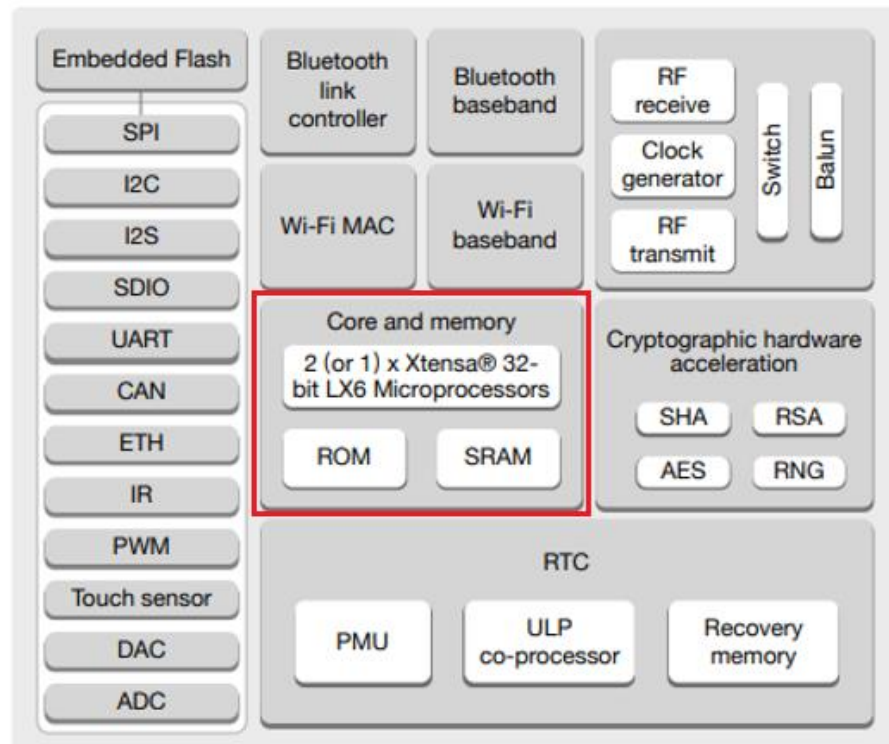 Embedded Flash
SPI
I2C
I2S
SDIO
UART
CAN
ETH
IR
PWM
Touch sensor
DAC
ADC
Bluetooth
link
controller
Bluetooth
baseband
Wi-Fi MAC
Wi-Fi
baseband
RF
receive
Clock
generator
RF
transmit
Switch
Balun
Core and memory
2 (or 1) x Xtensa® 32-
bit LX6 Microprocessors
ROM
SRAM
Cryptographic hardware
acceleration
SHA
RSA
AES
RNG
RTC
PMU
ULP
co-processor
Recovery
memory